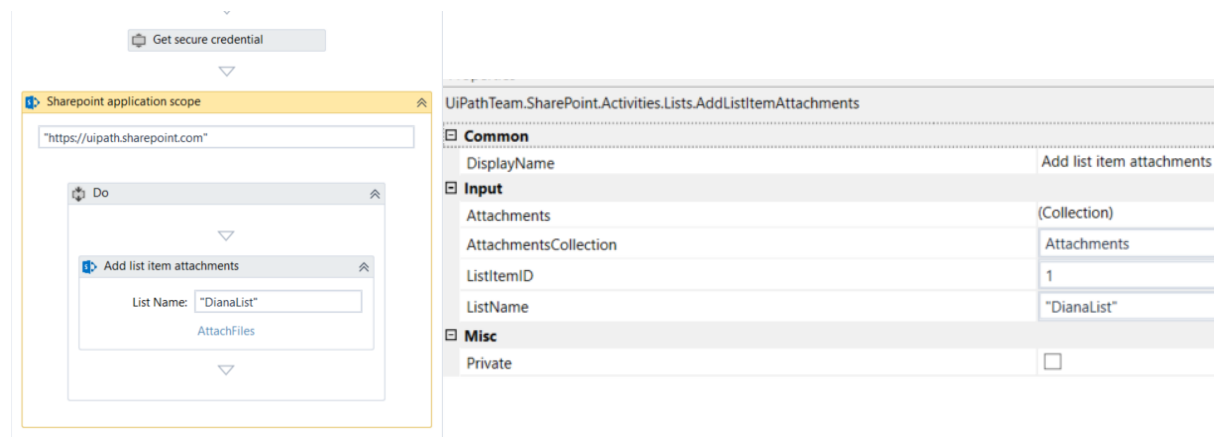 Get secure credential
Sharepoint application scope
"https://uipath.sharepoint.com"
Do
Add list item attachments
List Name: "DianaList"
AttachFiles
UiPathTeam.SharePoint.Activities.Lists.AddListItemAttachments
Common
DisplayName Add list item attachments
Input
Attachments (Collection)
AttachmentsCollection Attachments
ListItemID 1
ListName "DianaList"
Misc
Private